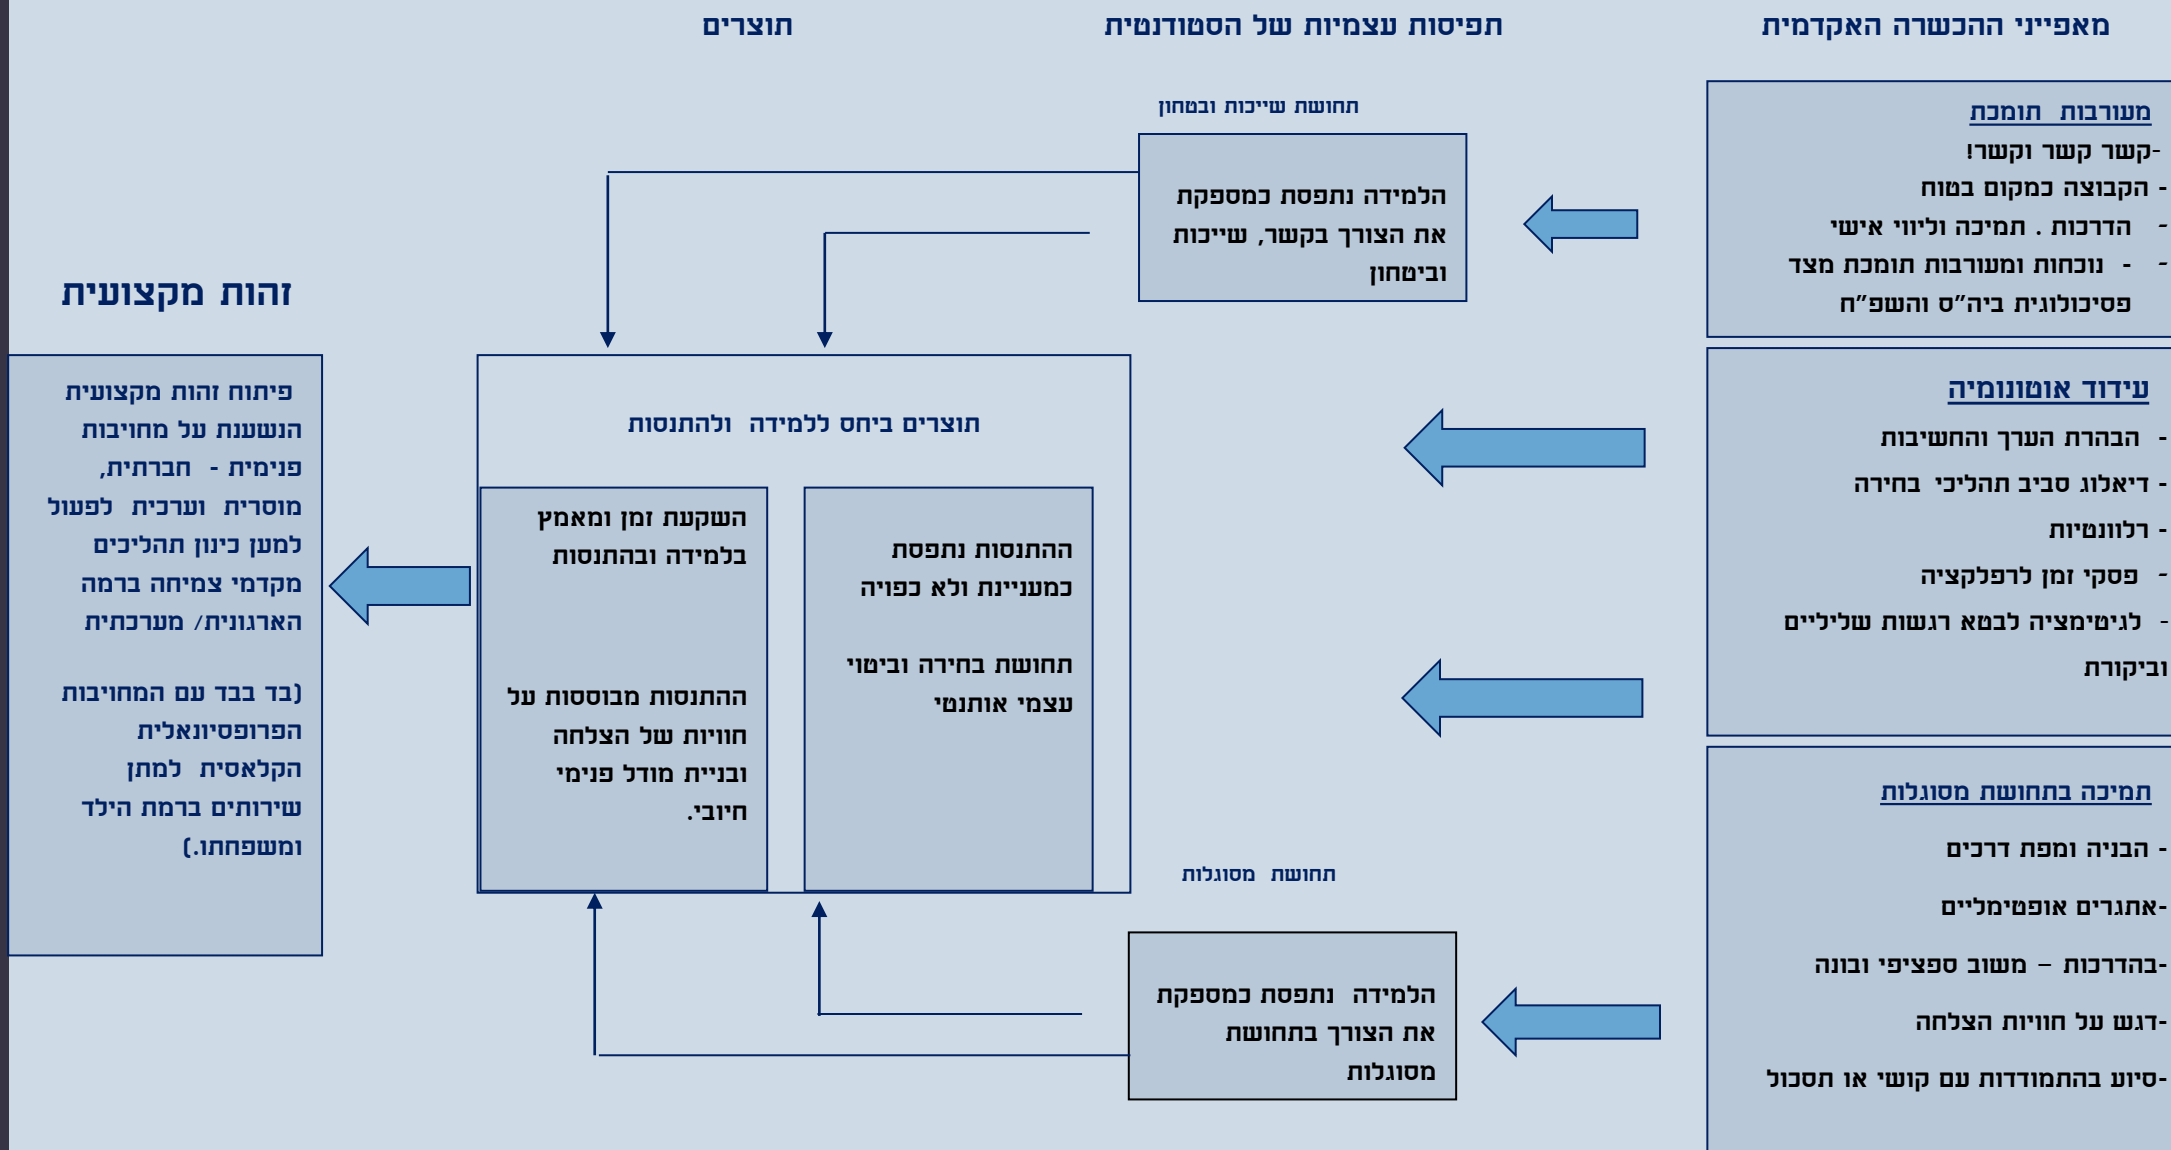 מאפייני ההכשרה האקדמית
תפיסות עצמיות של הסטודנטית
תוצרים
מעורבות תומכת
-קשר קשר וקשר!
- הקבוצה כמקום בטוח
- הדרכות . תמיכה וליווי אישי
- - נוכחות ומעורבות תומכת מצד
פסיכולוגית ביה"ס והשפ"ח
עידוד אוטונומיה
- הבהרת הערך והחשיבות
- דיאלוג סביב תהליכי בחירה
- רלוונטיות
- פסקי זמן לרפלקציה
- לגיטימציה לבטא רגשות שליליים
וביקורת
תמיכה בתחושת מסוגלות
- הבניה ומפת דרכים
-אתגרים אופטימליים
-בהדרכות – משוב ספציפי ובונה
-דגש על חוויות הצלחה
-סיוע בהתמודדות עם קושי או תסכול
תחושת שייכות ובטחון
הלמידה נתפסת כמספקת
את הצורך בקשר, שייכות
וביטחון
תחושת מסוגלות
הלמידה נתפסת כמספקת
את הצורך בתחושת
מסוגלות
תוצרים ביחס ללמידה ולהתנסות
ההתנסות נתפסת
כמעניינת ולא כפויה
תחושת בחירה וביטוי
עצמי אותנטי
השקעת זמן ומאמץ
בלמידה ובהתנסות
ההתנסות מבוססות על
חוויות של הצלחה
ובניית מודל פנימי
חיובי.
זהות מקצועית
פיתוח זהות מקצועית
הנשענת על מחויבות
פנימית - חברתית,
מוסרית וערכית לפעול
למען כינון תהליכים
מקדמי צמיחה ברמה
הארגונית/ מערכתית
(בד בבד עם המחויבות
הפרופסיונאלית
הקלאסית למתן
שירותים ברמת הילד
ומשפחתו.)